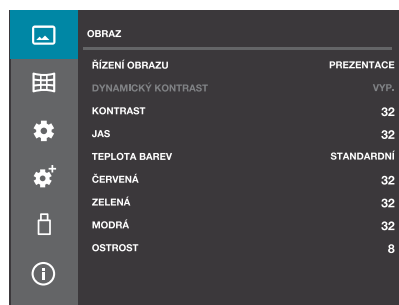 OBRAZ
ŘÍZENÍ OBRAZU PREZENTACE
DYNAMICKÝ KONTRAST VYP.
KONTRAST 32
JAS 32
TEPLOTA BAREV STANDARDNÍ
ČERVENÁ 32
ZELENÁ 32
MODRÁ 32
OSTROST 8